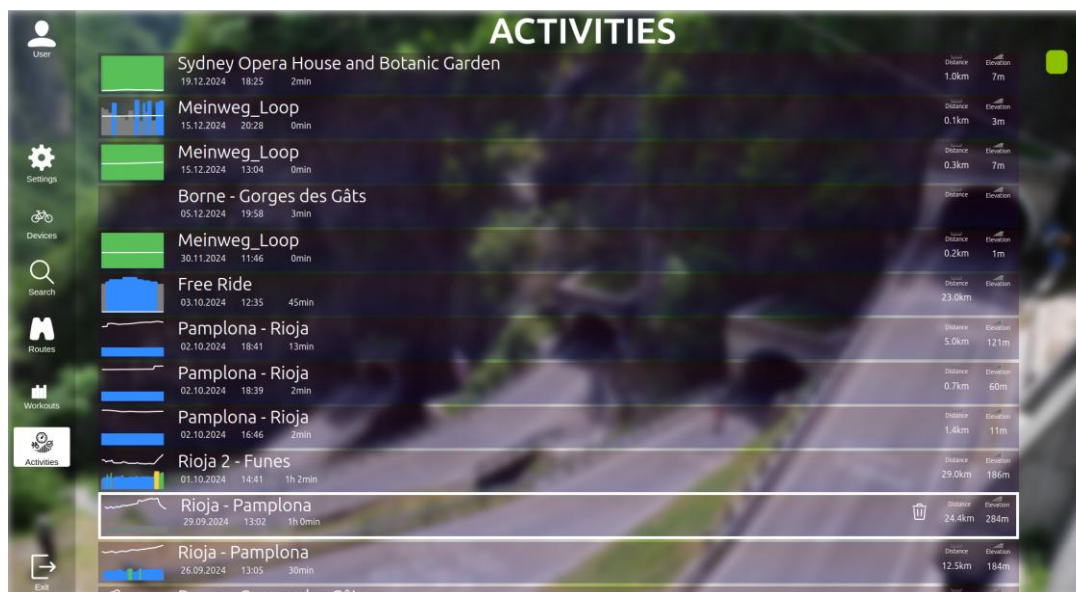 ACTIVITIES
User
Settings
Devices
Search
Routes
Workouts
Activities
Exit
Sydney Opera House and Botanic Garden
19.12.2024 18:25 2min
Distance Elevation
1.0km 7m
Meinweg_Loop
15.12.2024 20:28 0min
Distance Elevation
0.1km 3m
Meinweg_Loop
15.12.2024 13:04 0min
Distance Elevation
0.3km 7m
Borne - Gorges des Gâts
05.12.2024 19:58 3min
Distance Elevation
Meinweg_Loop
30.11.2024 11:46 0min
Distance Elevation
0.2km 1m
Free Ride
03.10.2024 12:35 45min
Distance Elevation
23.0km
Pamplona - Rioja
02.10.2024 18:41 13min
Distance Elevation
5.0km 121m
Pamplona - Rioja
02.10.2024 18:39 2min
Distance Elevation
0.7km 60m
Pamplona - Rioja
02.10.2024 16:46 2min
Distance Elevation
1.4km 11m
Rioja 2 - Funes
01.10.2024 14:41 1h 2min
Distance Elevation
29.0km 186m
Rioja - Pamplona
29.09.2024 13:02 1h 0min
Distance Elevation
24.4km 284m
Rioja - Pamplona
26.09.2024 13:05 30min
Distance Elevation
12.5km 184m